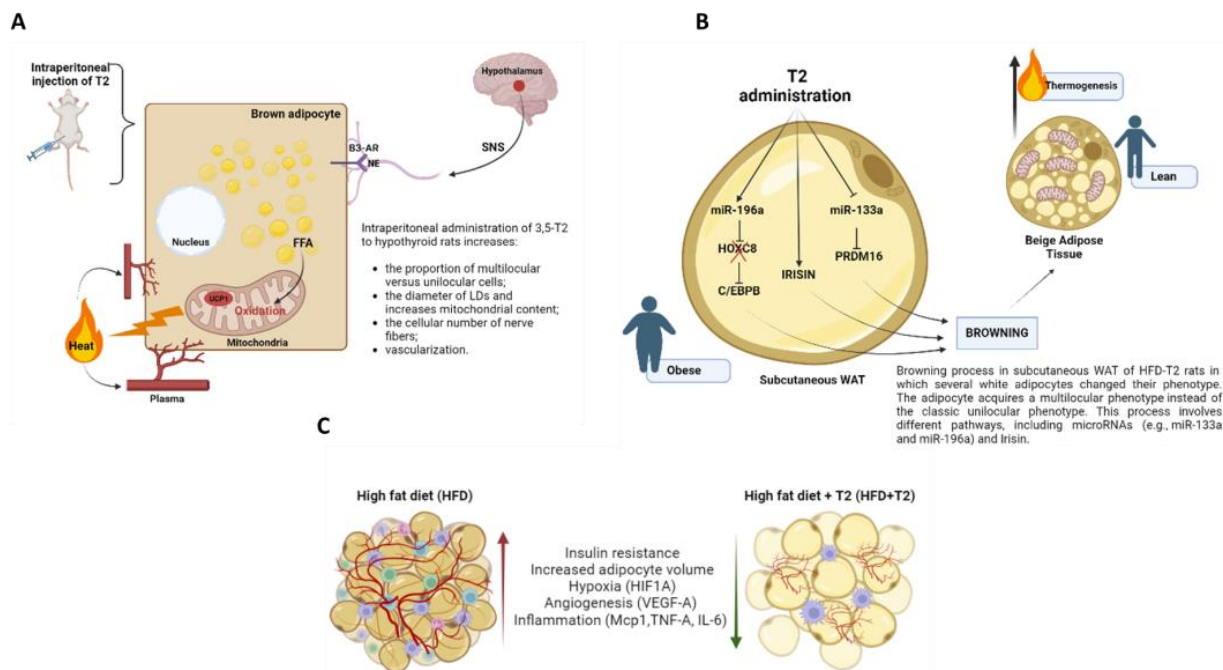 A
Intraperitoneal
injection of T2
Brown adipocyte
Hypothalamus
B3-AR
NE
SNS
Nucleus
FFA
UCP1
Oxidation
Mitochondria
Heat
Plasma
Intraperitoneal administration of 3,5-T2
to hypothyroid rats increases:
• the proportion of multilocular
versus unilocular cells;
• the diameter of LDs and
increases mitochondrial content;
• the cellular number of nerve
fibers;
• vascularization.
B
T2
administration
miR-196a
miR-133a
HOXC8
PRDM16
IRISIN
C/EBPB
Obese
Subcutaneous WAT
Thermogenesis
Lean
Beige Adipose
Tissue
BROWNING
Browning process in subcutaneous WAT of HFD-T2 rats in
which several white adipocytes changed their phenotype.
The adipocyte acquires a multilocular phenotype instead of
the classic unilocular phenotype. This process involves
different pathways, including microRNAs (e.g., miR-133a
and miR-196a) and Irisin.
C
High fat diet (HFD)
High fat diet + T2 (HFD+T2)
Insulin resistance
Increased adipocyte volume
Hypoxia (HIF1A)
Angiogenesis (VEGF-A)
Inflammation (Mcp1,TNF-A, IL-6)